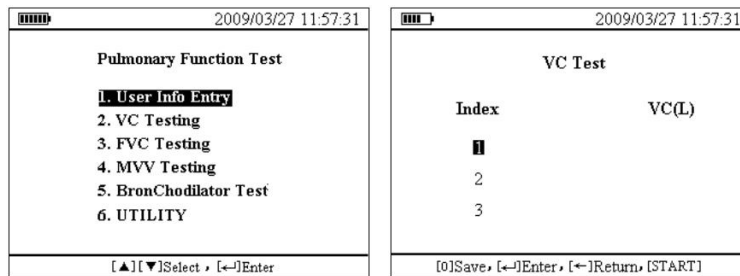 2009/03/27 11:57:31
Pulmonary Function Test
1. User Info Entry
2. VC Testing
3. FVC Testing
4. MVV Testing
5. BronChodilator Test
6. UTILITY
[▲][▼]Select , [↵]Enter
2009/03/27 11:57:31
VC Test
Index VC(L)
1
2
3
[0]Save, [↵]Enter, [←]Return, [START]